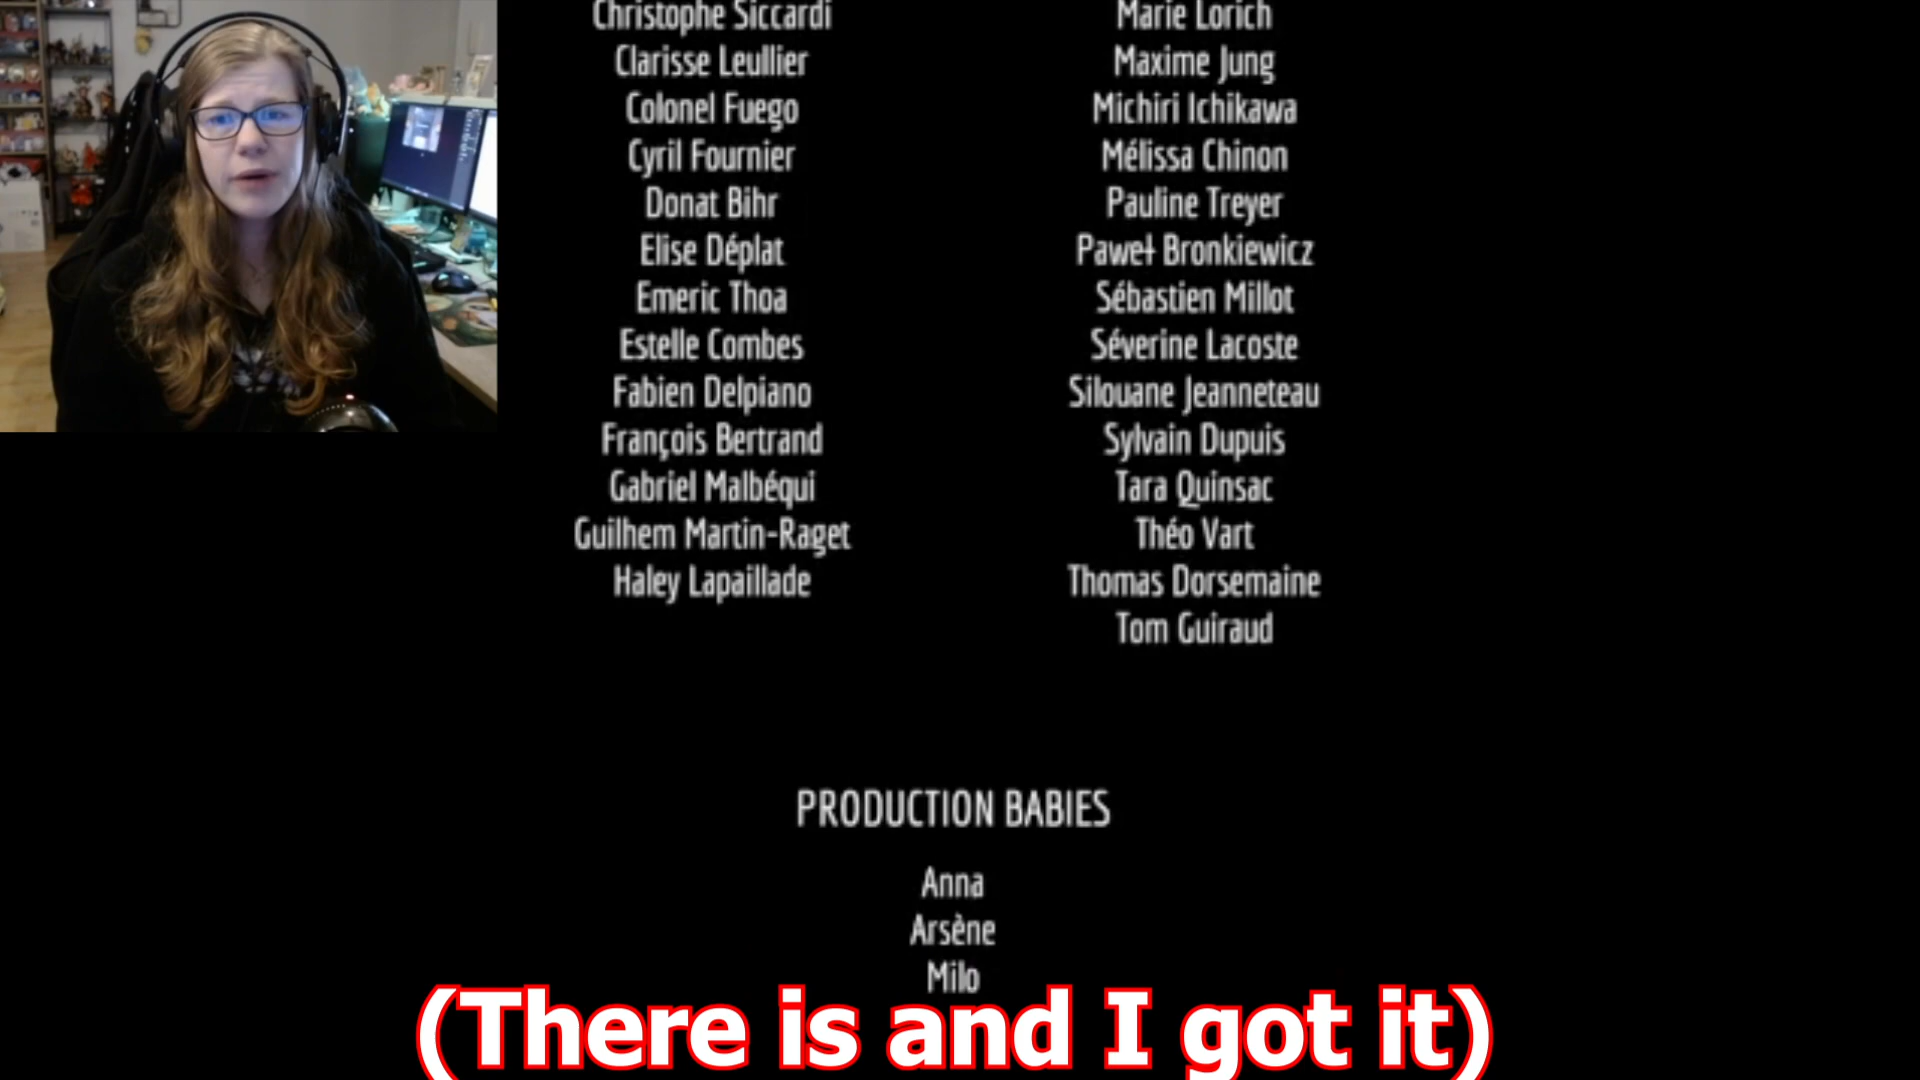 Christophe Siccardi
Clarisse Leullier
Colonel Fuego
Cyril Fournier
Donat Bihr
Elise Déplat
Emeric Thoa
Estelle Combes
Fabien Delpiano
François Bertrand
Gabriel Malbéqui
Guilhem Martin-Raget
Haley Lapaillade
Marie Lorich
Maxime Jung
Michiri Ichikawa
Mélissa Chinon
Pauline Treyer
Paweł Bronkiewicz
Sébastien Millot
Séverine Lacoste
Silouane Jeanneteau
Sylvain Dupuis
Tara Quinsac
Théo Vart
Thomas Dorsemaine
Tom Guiraud
PRODUCTION BABIES
Anna
Arsène
Milo
(There is and I got it)